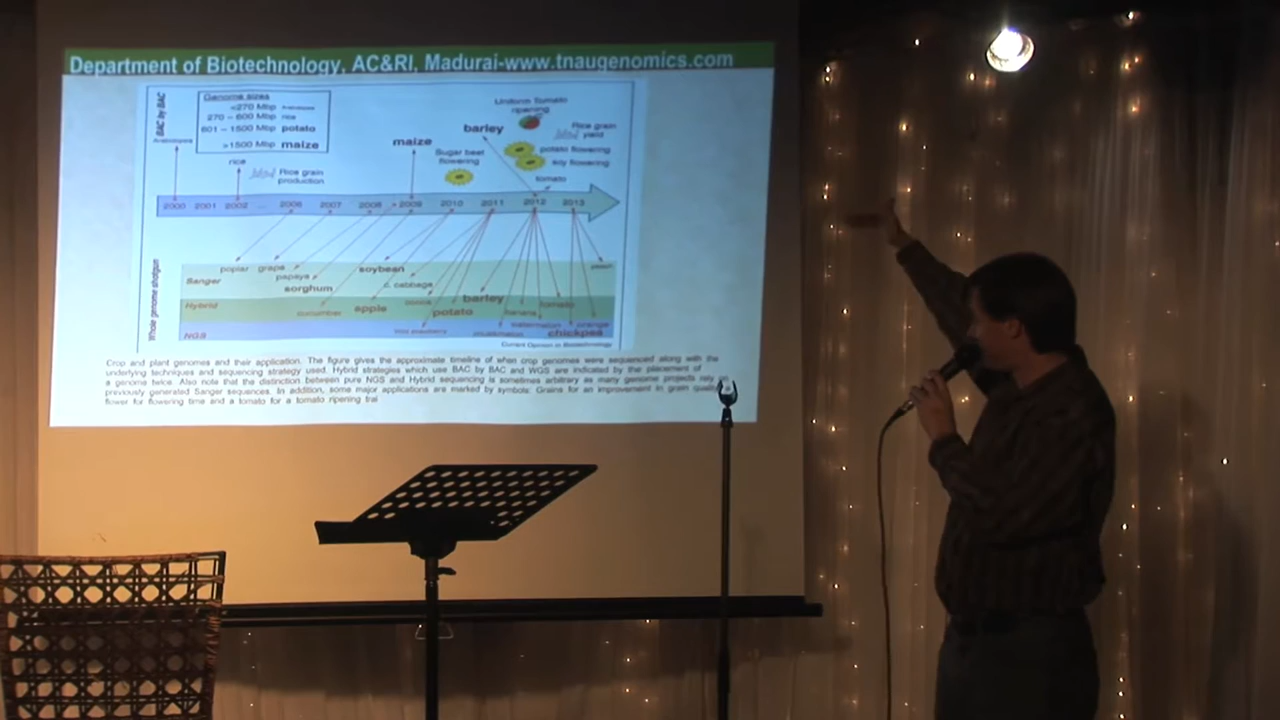 Department of Biotechnology, AC&RI, Madurai-www.tnaugenomics.com
BAC by BAC
Genome sizes
<270 Mbp Arabidopsis
270 – 600 Mbp rice
601 – 1500 Mbp potato
>1500 Mbp maize
Arabidopsis
rice
Rice grain
production
maize
Sugar beet
flowering
barley
Uniform Tomato
ripening
Rice grain
yield
potato flowering
soy flowering
tomato
2000 2001 2002 ... 2006 2007 2008 2009 2010 2011 2012 2013
Whole genome shotgun
Sanger
poplar grape
papaya
sorghum
soybean
c. cabbage
Hybrid
cucumber
apple
potato
barley
banana
tomato
NGS
watermelon
orange
chickpea
Current Opinion in Biotechnology
Crop and plant genomes and their application. The figure gives the approximate timeline of when crop genomes were sequenced along with the
underlying techniques and sequencing strategy used. Hybrid strategies which use BAC by BAC and WGS are indicated by the placement of
a genome twice. Also note that the distinction between pure NGS and Hybrid sequencing is sometimes arbitrary as many genome projects rely
previously generated Sanger sequences. In addition, some major applications are marked by symbols: Grains for an improvement in grain quality
flower for flowering time and a tomato for a tomato ripening trai